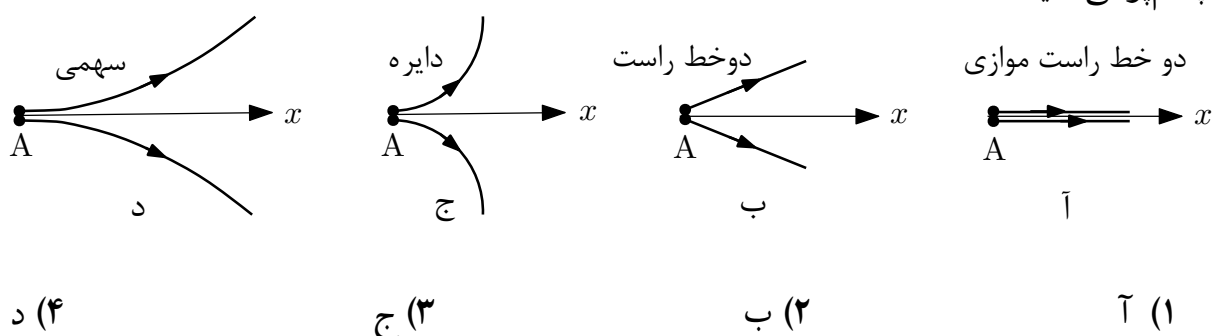 دو خط راست موازی دوخط راست دایره سهمی
x x x x
A A A A
آ ب ج د
۱) آ ۲) ب ۳) ج ۴) د